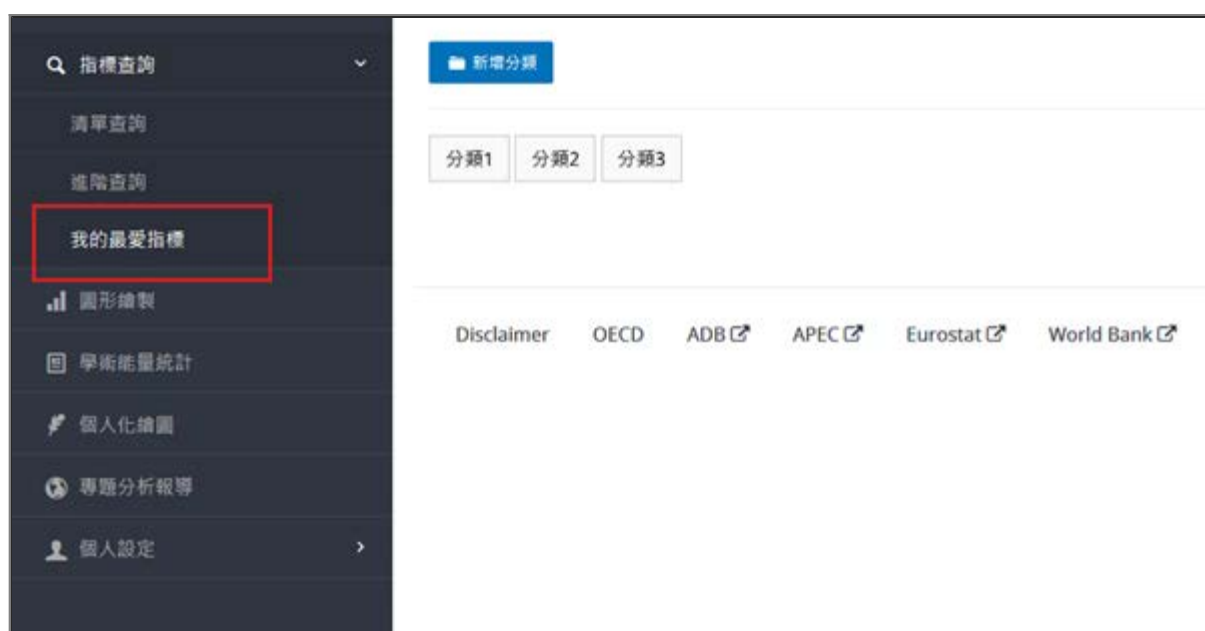 指標查詢
清單查詢
進階查詢
我的最愛指標
圖形繪製
學術能量統計
個人化繪圖
專題分析報導
個人設定
新增分類
分類1 分類2 分類3
Disclaimer OECD ADB APEC Eurostat World Bank